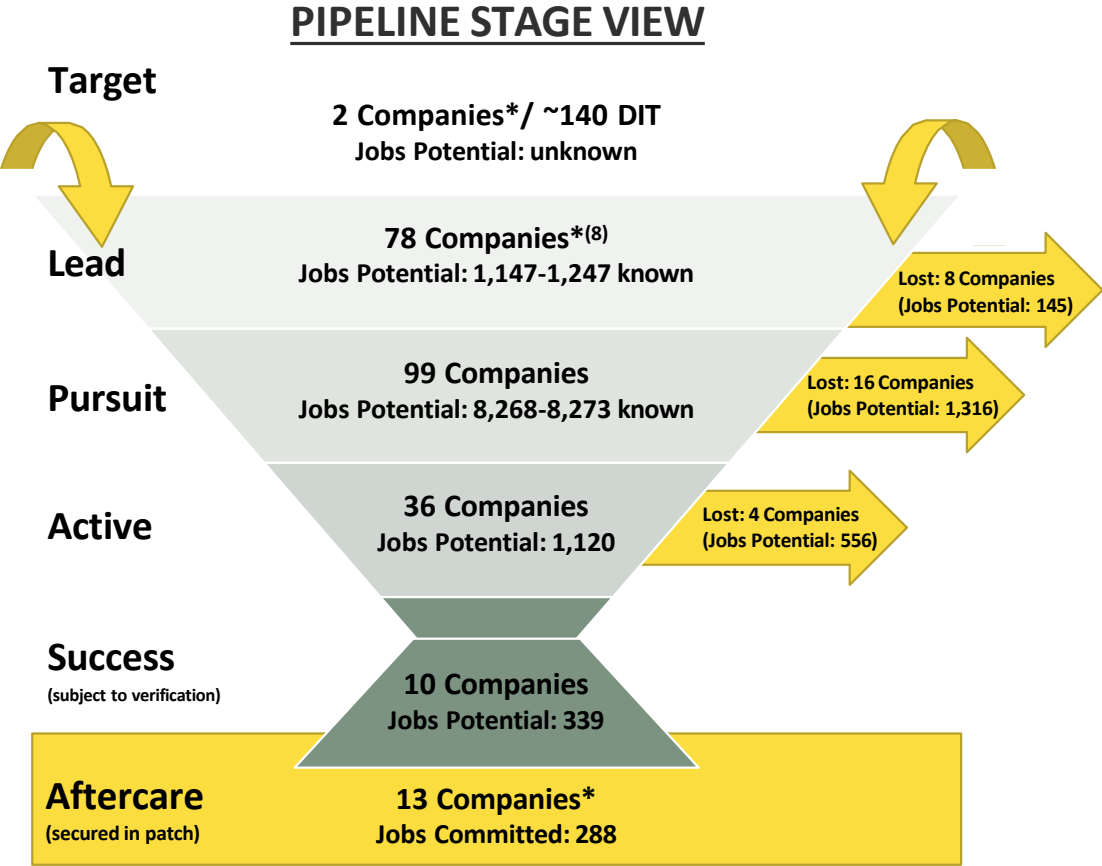 PIPELINE STAGE VIEW
Target
2 Companies*/ ~140 DIT
Jobs Potential: unknown
Lead
78 Companies*(8)
Jobs Potential: 1,147-1,247 known
Lost: 8 Companies
(Jobs Potential: 145)
Pursuit
99 Companies
Jobs Potential: 8,268-8,273 known
Lost: 16 Companies
(Jobs Potential: 1,316)
Active
36 Companies
Jobs Potential: 1,120
Lost: 4 Companies
(Jobs Potential: 556)
Success
(subject to verification)
10 Companies
Jobs Potential: 339
Aftercare
(secured in patch)
13 Companies*
Jobs Committed: 288